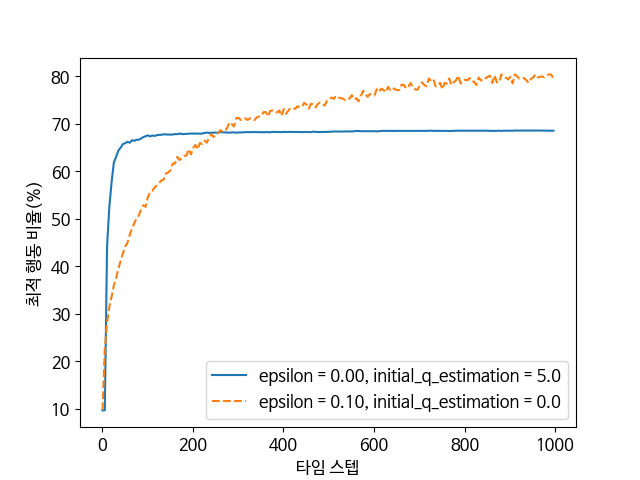 80
70
60
50
40
30
20
10
최적 행동 비율(%)
epsilon = 0.00, initial_q_estimation = 5.0
epsilon = 0.10, initial_q_estimation = 0.0
0 200 400 600 800 1000
타임 스텝